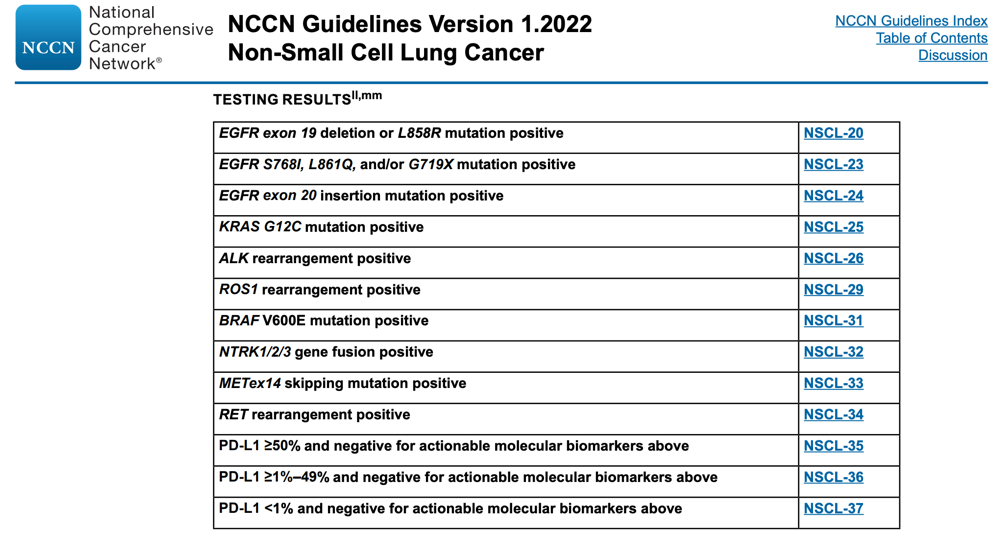 National
Comprehensive
Cancer
Network®
NCCN
NCCN Guidelines Version 1.2022
Non-Small Cell Lung Cancer
NCCN Guidelines Index
Table of Contents
Discussion
TESTING RESULTSll,mm
EGFR exon 19 deletion or L858R mutation positive NSCL-20
EGFR S768I, L861Q, and/or G719X mutation positive NSCL-23
EGFR exon 20 insertion mutation positive NSCL-24
KRAS G12C mutation positive NSCL-25
ALK rearrangement positive NSCL-26
ROS1 rearrangement positive NSCL-29
BRAF V600E mutation positive NSCL-31
NTRK1/2/3 gene fusion positive NSCL-32
METex14 skipping mutation positive NSCL-33
RET rearrangement positive NSCL-34
PD-L1 ≥50% and negative for actionable molecular biomarkers above NSCL-35
PD-L1 ≥1%–49% and negative for actionable molecular biomarkers above NSCL-36
PD-L1 <1% and negative for actionable molecular biomarkers above NSCL-37